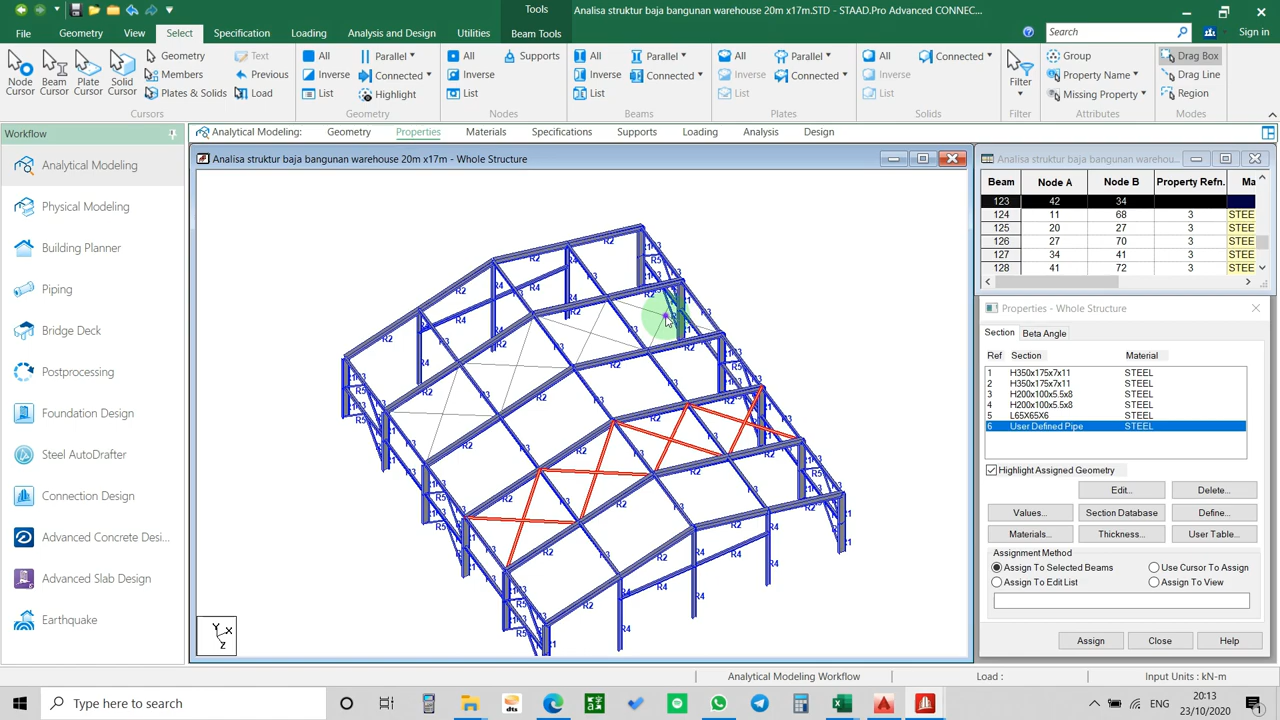 Tools
Analisa struktur baja bangunan warehouse 20m x17m.STD - STAAD.Pro Advanced CONNEC...
File Geometry View Select Specification Loading Analysis and Design Utilities Beam Tools Search Sign in
Node Cursor
Beam Cursor
Plate Cursor
Solid Cursor
Geometry Text
Members Previous
Plates & Solids Load
Cursors
All Parallel
Inverse Connected
List Highlight
Geometry
All Supports
Inverse
List
Nodes
All Parallel
Inverse Connected
List
Beams
All Parallel
Inverse Connected
List
Plates
All Connected
Inverse
List
Solids
Filter
Filter
Group
Property Name
Missing Property
Attributes
Drag Box
Drag Line
Region
Modes
Workflow
Analytical Modeling
Physical Modeling
Building Planner
Piping
Bridge Deck
Postprocessing
Foundation Design
Steel AutoDrafter
Connection Design
Advanced Concrete Desi...
Advanced Slab Design
Earthquake
Analytical Modeling: Geometry Properties Materials Specifications Supports Loading Analysis Design
Analisa struktur baja bangunan warehouse 20m x17m - Whole Structure
Y X
Z
Analisa struktur baja bangunan warehou...
Beam Node A Node B Property Refn. Ma
123 42 34
124 11 68 3 STEE
125 20 27 3 STEE
126 27 70 3 STEE
127 34 41 3 STEE
128 41 72 3 STEE
Properties - Whole Structure
Section Beta Angle
Ref Section Material
1 H350x175x7x11 STEEL
2 H350x175x7x11 STEEL
3 H200x100x5.5x8 STEEL
4 H200x100x5.5x8 STEEL
5 L65X65X6 STEEL
6 User Defined Pipe STEEL
Highlight Assigned Geometry
Edit... Delete...
Values... Section Database Define...
Materials... Thickness... User Table...
Assignment Method
Assign To Selected Beams Use Cursor To Assign
Assign To Edit List Assign To View
Assign Close Help
Analytical Modeling Workflow Load : Input Units : kN-m
Type here to search
ENG
20:13
23/10/2020